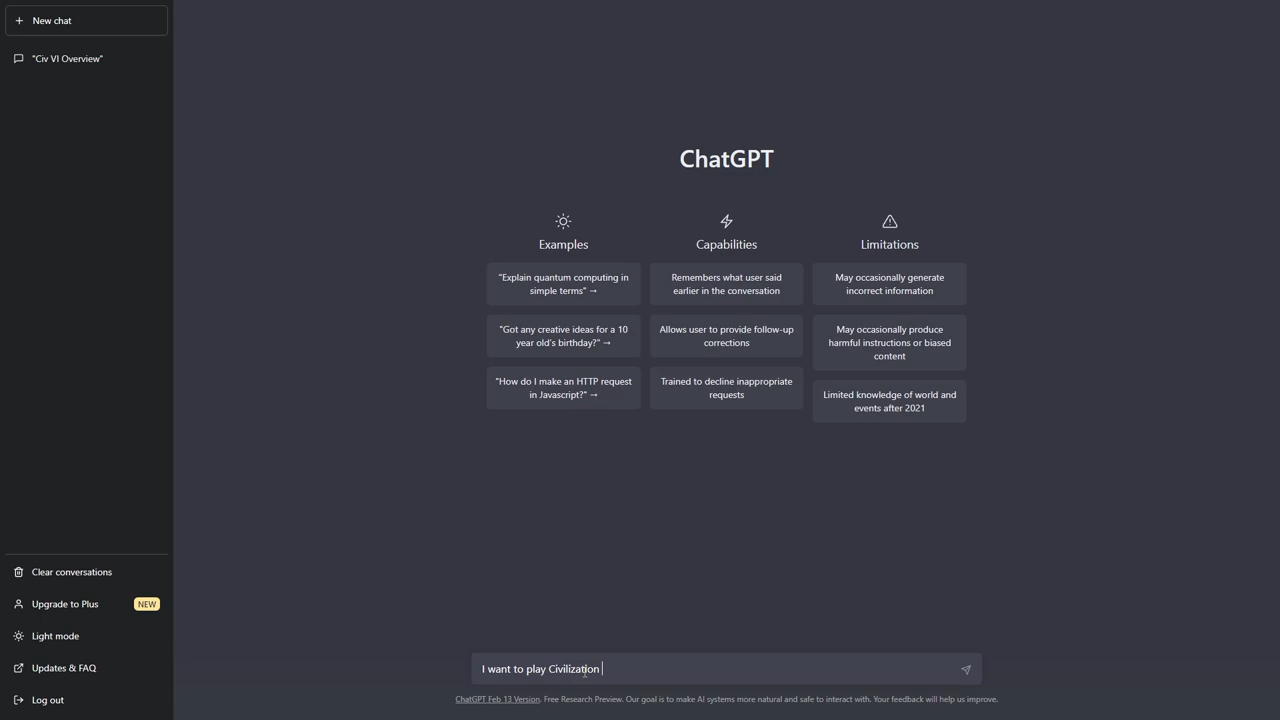 New chat
"Civ VI Overview"
Clear conversations
Upgrade to Plus NEW
Light mode
Updates & FAQ
Log out
ChatGPT
Examples
"Explain quantum computing in
simple terms" →
"Got any creative ideas for a 10
year old's birthday?" →
"How do I make an HTTP request
in Javascript?" →
Capabilities
Remembers what user said
earlier in the conversation
Allows user to provide follow-up
corrections
Trained to decline inappropriate
requests
Limitations
May occasionally generate
incorrect information
May occasionally produce
harmful instructions or biased
content
Limited knowledge of world and
events after 2021
I want to play Civilization
ChatGPT Feb 13 Version. Free Research Preview. Our goal is to make AI systems more natural and safe to interact with. Your feedback will help us improve.